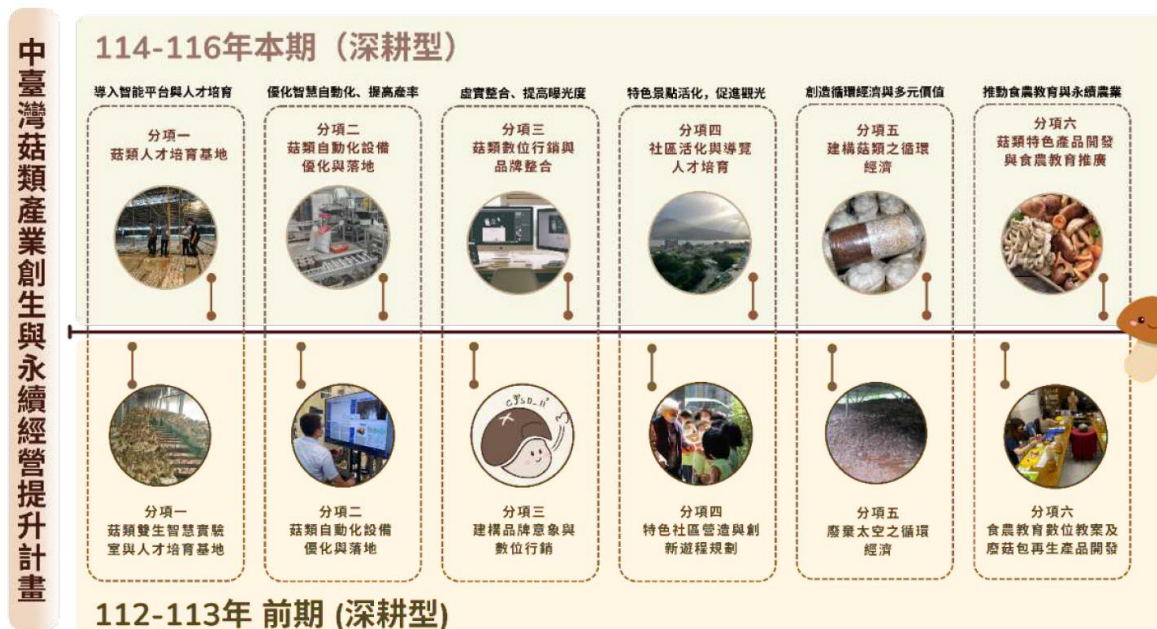 中臺灣菇類產業創生與永續經營提升計畫
114-116年本期（深耕型）
導入智能平台與人才培育
優化智慧自動化、提高產率
虛實整合、提高曝光度
特色景點活化，促進觀光
創造循環經濟與多元價值
推動食農教育與永續農業
分項一
菇類人才培育基地
分項二
菇類自動化設備
優化與落地
分項三
菇類數位行銷與
品牌整合
分項四
社區活化與導覽
人才培育
分項五
建構菇類之循環
經濟
分項六
菇類特色產品開發
與食農教育推廣
分項一
菇類雙生智慧實驗
室與人才培育基地
分項二
菇類自動化設備
優化與落地
分項三
建構品牌意象與
數位行銷
分項四
特色社區營造與創
新遊程規劃
分項五
廢棄太空之循環
經濟
分項六
食農教育數位教案及
廢菇包再生產品開發
112-113年 前期 (深耕型)